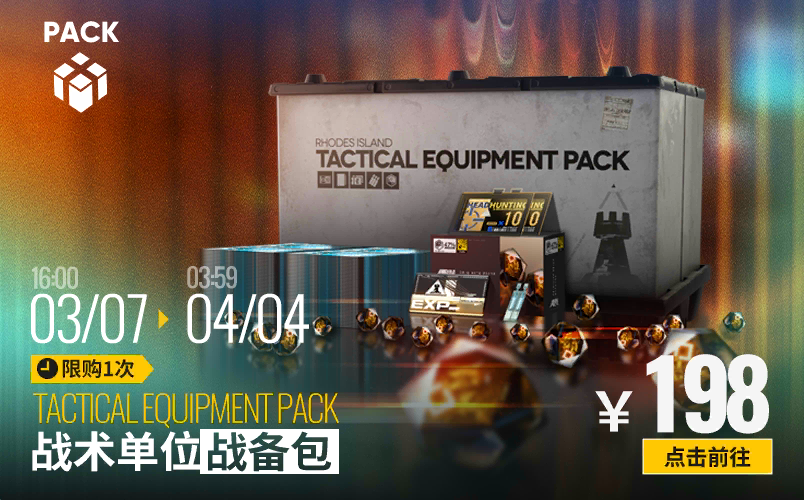 PACK
RHODES ISLAND
TACTICAL EQUIPMENT PACK
HEADHUNTING
10
EXP
16:00
03:59
03/07
04/04
限购1次
TACTICAL EQUIPMENT PACK
战术单位战备包
¥198
点击前往